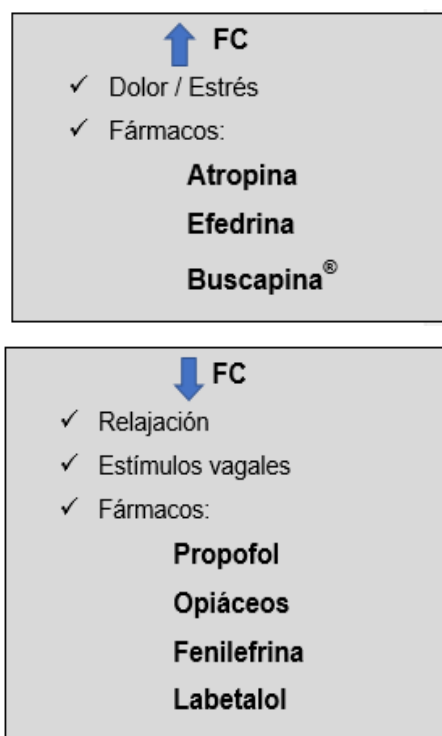 FC
✓ Dolor / Estrés
✓ Fármacos:
Atropina
Efedrina
Buscapina®
FC
✓ Relajación
✓ Estímulos vagales
✓ Fármacos:
Propofol
Opiáceos
Fenilefrina
Labetalol